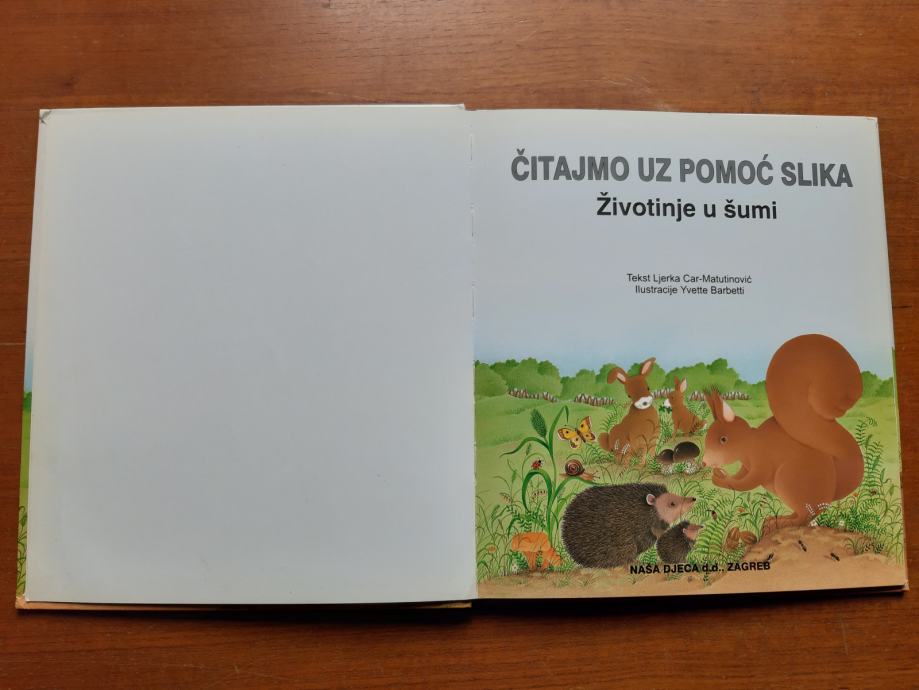 ČITAJMO UZ POMOĆ SLIKA
Životinje u šumi
Tekst Ljerka Car-Matutinović
Ilustracije Yvette Barbetti
NAŠA DJECA d.d., ZAGREB